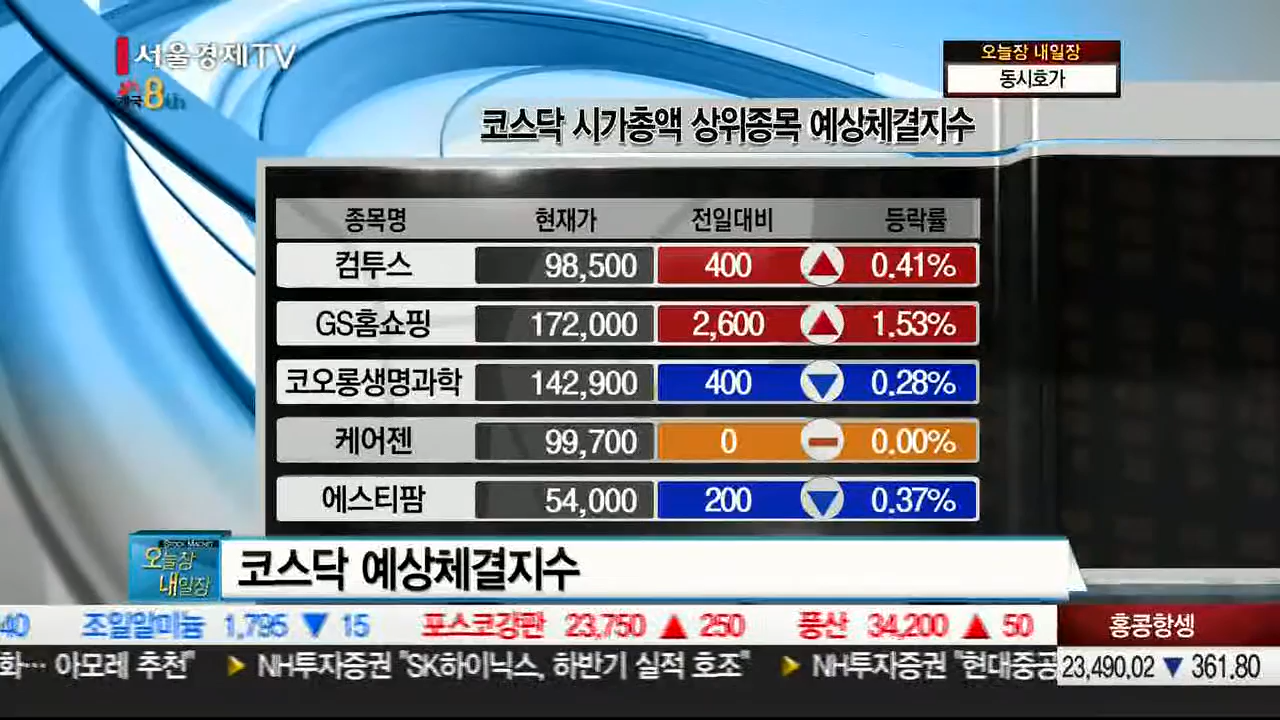 서울경제TV
개국 8th
오늘장 내일장
동시호가
코스닥 시가총액 상위종목 예상체결지수
종목명 현재가 전일대비 등락률
컴투스 98,500 400 ▲ 0.41%
GS홈쇼핑 172,000 2,600 ▲ 1.53%
코오롱생명과학 142,900 400 ▼ 0.28%
케어젠 99,700 0 - 0.00%
에스티팜 54,000 200 ▼ 0.37%
STOCK MARKET
오늘장
내일장
코스닥 예상체결지수
40 조일알미늄 1,795 ▼ 15 포스코강판 23,750 ▲ 250 풍산 34,200 ▲ 50
홍콩항셍
화… 아모레 추천" ▶ NH투자증권 "SK하이닉스, 하반기 실적 호조" ▶ NH투자증권 "현대중공
23,490.02 ▼ 361.80